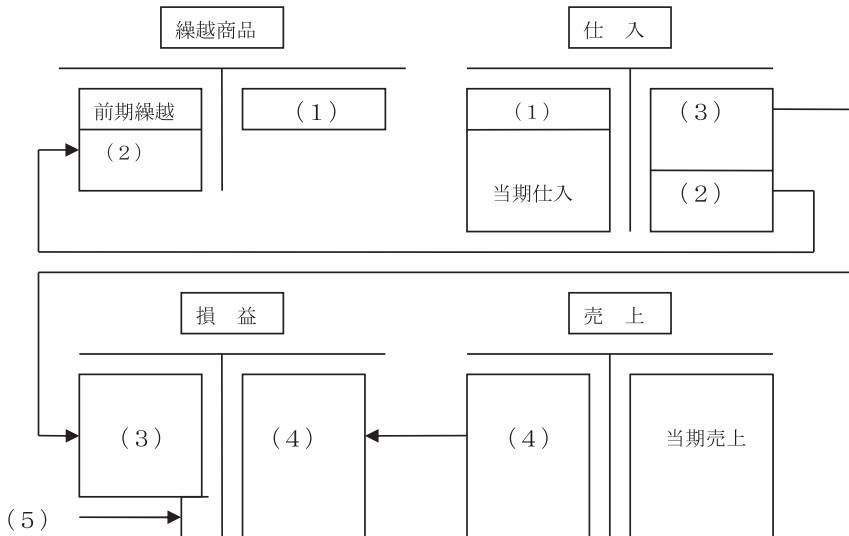 繰越商品
仕　入
前期繰越
（１）
（２）
（１）
当期仕入
（３）
（２）
損　益
売　上
（３）
（４）
（４）
当期売上
（５）